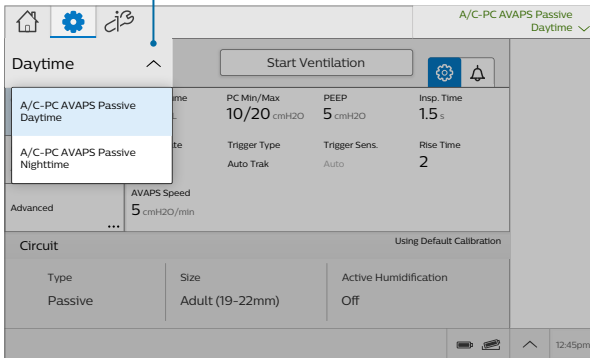 A/C-PC AVAPS Passive
Daytime
Daytime
Start Ventilation
A/C-PC AVAPS Passive
Daytime
A/C-PC AVAPS Passive
Nighttime
PC Min/Max
PEEP
Insp. Time
10/20 cmH2O
5 cmH2O
1.5 s
Trigger Type
Trigger Sens.
Rise Time
Auto Trak
Auto
2
AVAPS Speed
Advanced
5 cmH2O/min
...
Circuit
Using Default Calibration
Type
Size
Active Humidification
Passive
Adult (19-22mm)
Off
12:45pm